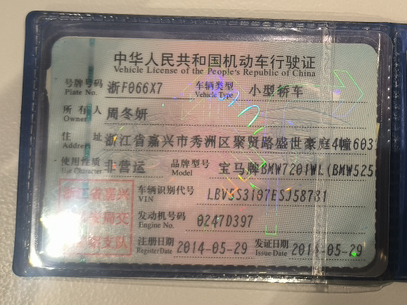 中华人民共和国机动车行驶证
Vehicle License of the People's Republic of China
号牌号码 浙F066X7 车辆类型 小型轿车
Plate No. Vehicle Type
所有人 周冬妍
Owner
住址 浙江省嘉兴市秀洲区聚贤路盛世豪庭4幢603
使用性质 非营运 品牌型号 宝马牌BMW7201WL(BMW525
Use Character Model
车辆识别代号
VIN
发动机号码 0247D397
Engine No.
注册日期 2014-05-29 发证日期 2014-05-29
Register Date Issue Date